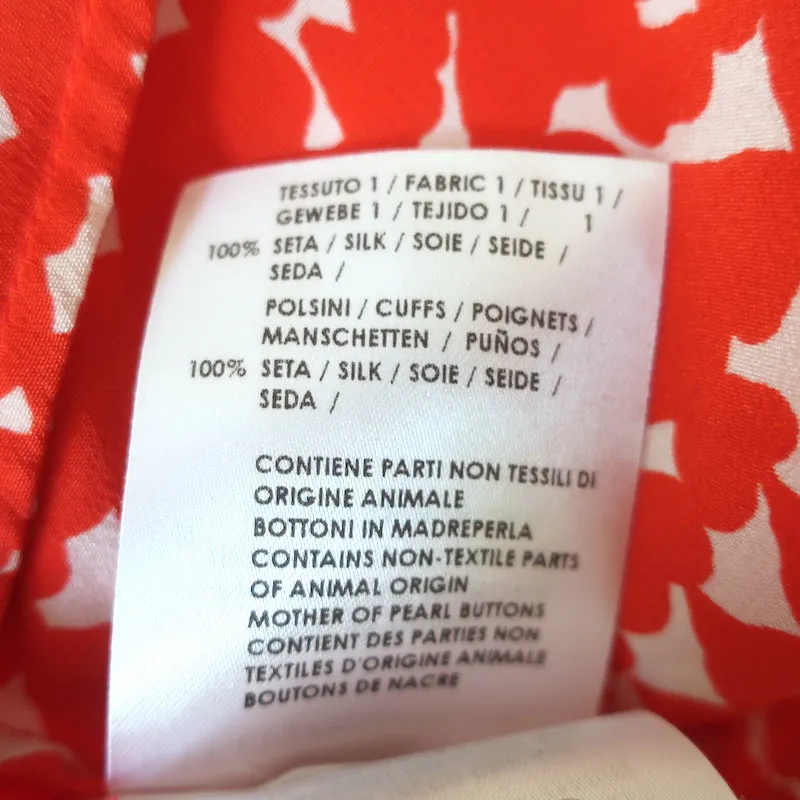 TESSUTO 1 / FABRIC 1 / TISSU 1 /
GEWEBE 1 / TEJIDO 1 / 1
100% SETA / SILK / SOIE / SEIDE /
SEDA /
POLSINI / CUFFS / POIGNETS /
MANSCHETTEN / PUÑOS /
100% SETA / SILK / SOIE / SEIDE /
SEDA /
CONTIENE PARTI NON TESSILI DI
ORIGINE ANIMALE
BOTTONI IN MADREPERLA
CONTAINS NON-TEXTILE PARTS
OF ANIMAL ORIGIN
MOTHER OF PEARL BUTTONS
CONTIENT DES PARTIES NON
TEXTILES D'ORIGINE ANIMALE
BOUTONS DE NACRE